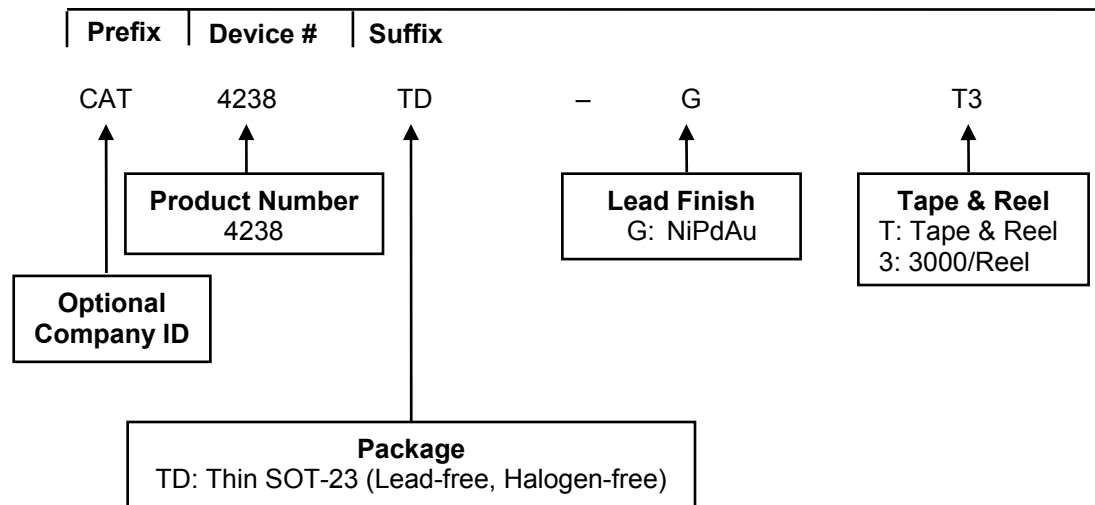 Prefix Device # Suffix
CAT 4238 TD – G T3
Product Number
4238
Lead Finish
G: NiPdAu
Tape & Reel
T: Tape & Reel
3: 3000/Reel
Optional
Company ID
Package
TD: Thin SOT-23 (Lead-free, Halogen-free)